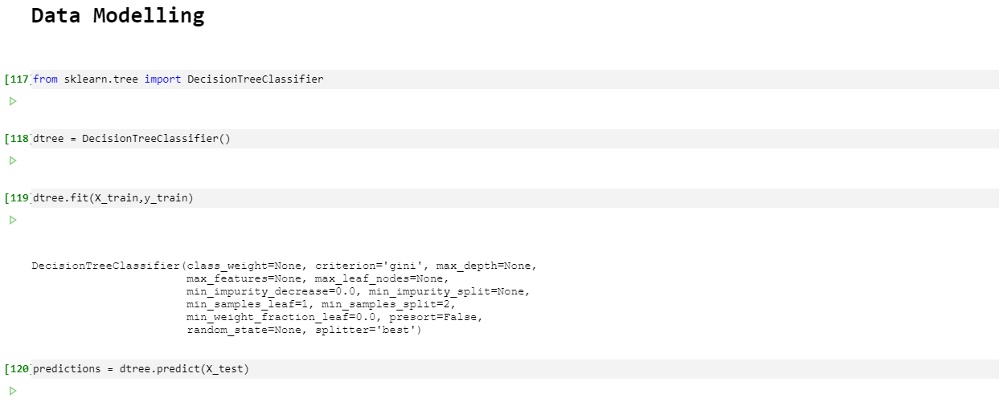 Data Modelling
[117] from sklearn.tree import DecisionTreeClassifier
[118] dtree = DecisionTreeClassifier()
[119] dtree.fit(X_train,y_train)
DecisionTreeClassifier(class_weight=None, criterion='gini', max_depth=None,
max_features=None, max_leaf_nodes=None,
min_impurity_decrease=0.0, min_impurity_split=None,
min_samples_leaf=1, min_samples_split=2,
min_weight_fraction_leaf=0.0, presort=False,
random_state=None, splitter='best')
[120] predictions = dtree.predict(X_test)